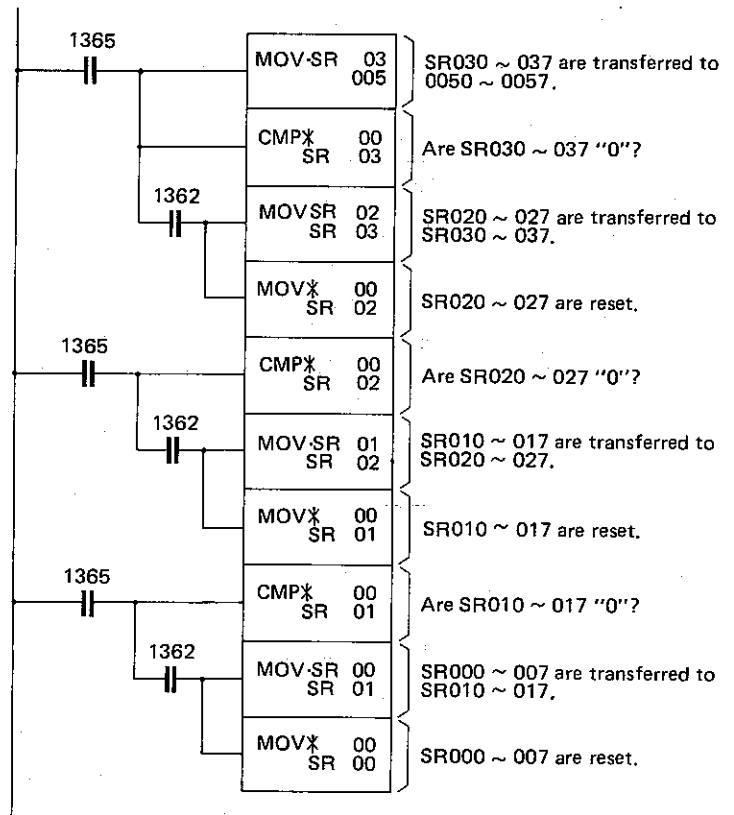 1365
MOV·SR 03
005
SR030 ~ 037 are transferred to
0050 ~ 0057.
CMP⚹ 00
SR 03
Are SR030 ~ 037 "0"?
1362
MOVSR 02
SR 03
SR020 ~ 027 are transferred to
SR030 ~ 037.
MOV⚹ 00
SR 02
SR020 ~ 027 are reset.
1365
CMP⚹ 00
SR 02
Are SR020 ~ 027 "0"?
1362
MOV·SR 01
SR 02
SR010 ~ 017 are transferred to
SR020 ~ 027.
MOV⚹ 00
SR 01
SR010 ~ 017 are reset.
1365
CMP⚹ 00
SR 01
Are SR010 ~ 017 "0"?
1362
MOV·SR 00
SR 01
SR000 ~ 007 are transferred to
SR010 ~ 017.
MOV⚹ 00
SR 00
SR000 ~ 007 are reset.